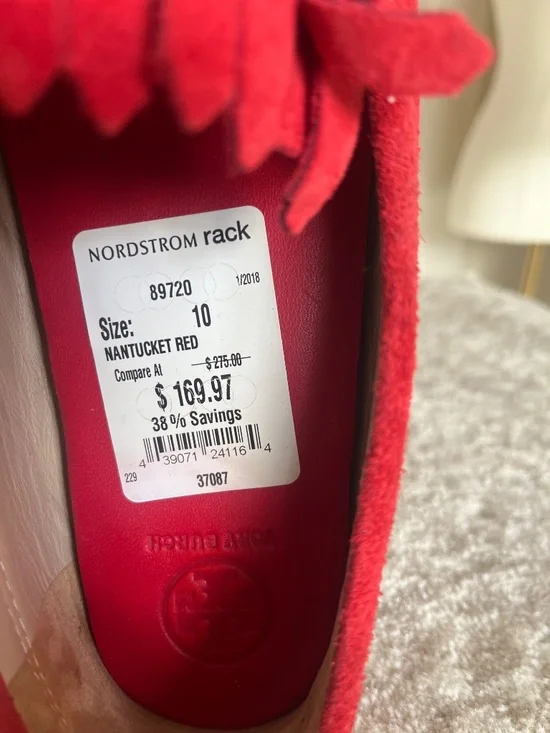 NORDSTROM rack
89720 1/2018
Size: 10
NANTUCKET RED
Compare At $ 275.00
$ 169.97
38% Savings
4 39071 24116 4
229 37087
TORY BURCH